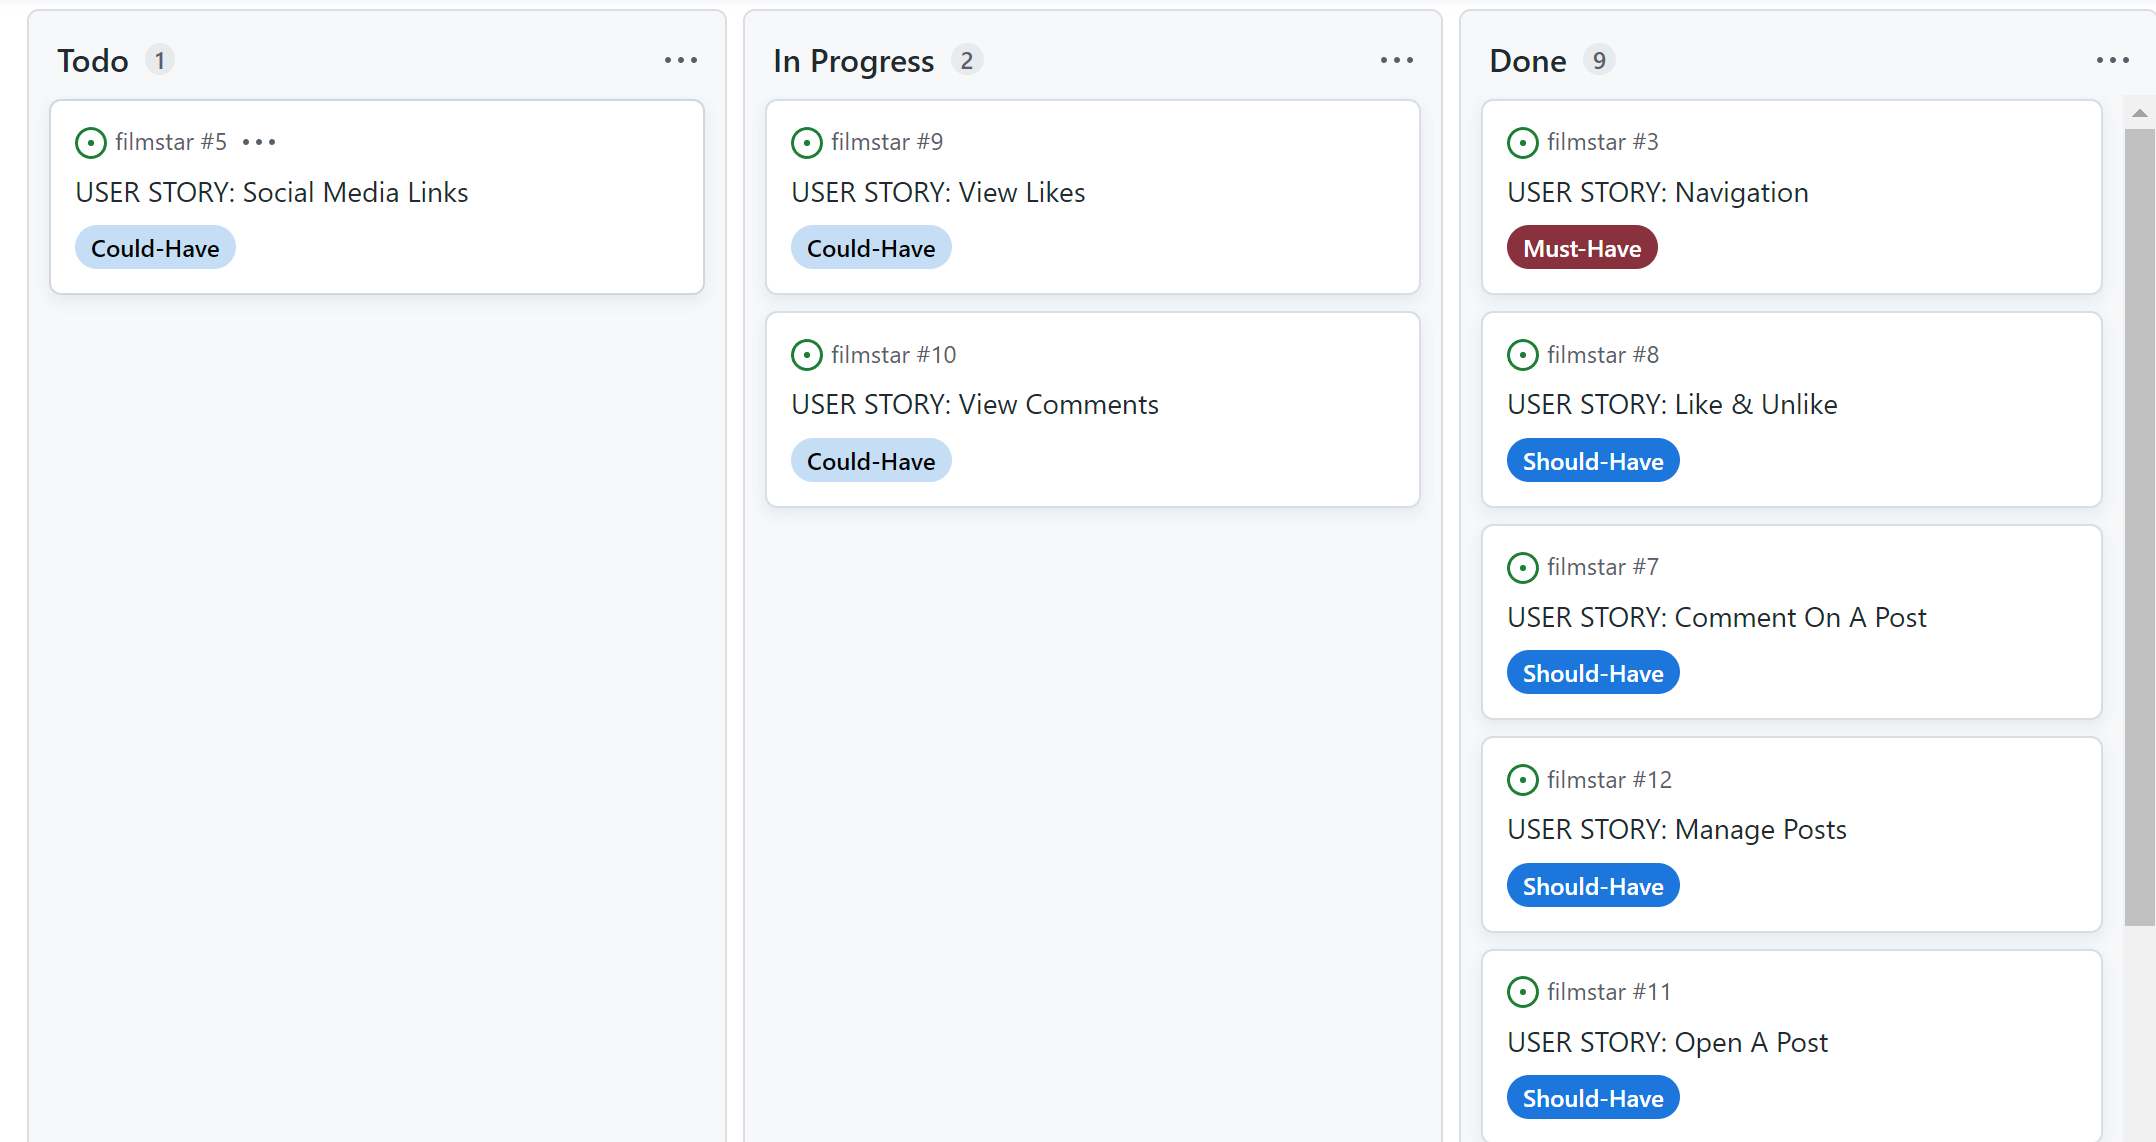 Todo 1
filmstar #5
USER STORY: Social Media Links
Could-Have
In Progress 2
filmstar #9
USER STORY: View Likes
Could-Have
filmstar #10
USER STORY: View Comments
Could-Have
Done 9
filmstar #3
USER STORY: Navigation
Must-Have
filmstar #8
USER STORY: Like & Unlike
Should-Have
filmstar #7
USER STORY: Comment On A Post
Should-Have
filmstar #12
USER STORY: Manage Posts
Should-Have
filmstar #11
USER STORY: Open A Post
Should-Have